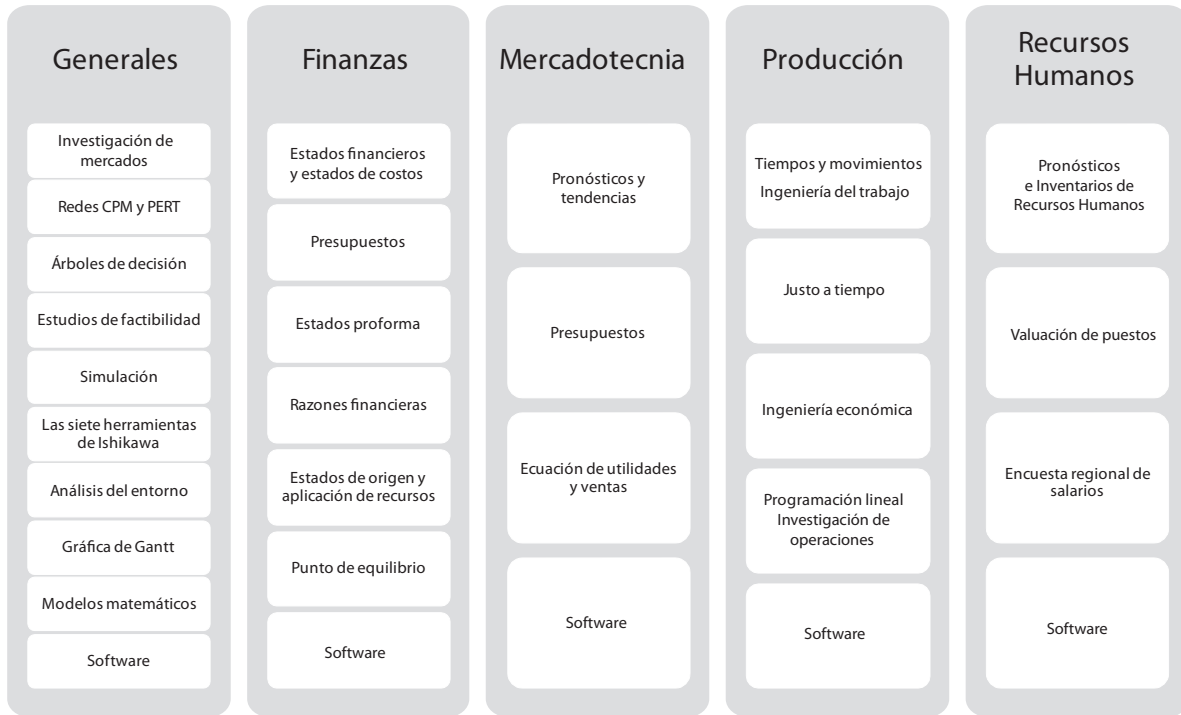 Generales
Investigación de
mercados
Redes CPM y PERT
Árboles de decisión
Estudios de factibilidad
Simulación
Las siete herramientas
de Ishikawa
Análisis del entorno
Gráfica de Gantt
Modelos matemáticos
Software
Finanzas
Estados financieros
y estados de costos
Presupuestos
Estados proforma
Razones financieras
Estados de origen y
aplicación de recursos
Punto de equilibrio
Software
Mercadotecnia
Pronósticos y
tendencias
Presupuestos
Ecuación de utilidades
y ventas
Software
Producción
Tiempos y movimientos
Ingeniería del trabajo
Justo a tiempo
Ingeniería económica
Programación lineal
Investigación de
operaciones
Software
Recursos
Humanos
Pronósticos
e Inventarios de
Recursos Humanos
Valuación de puestos
Encuesta regional de
salarios
Software